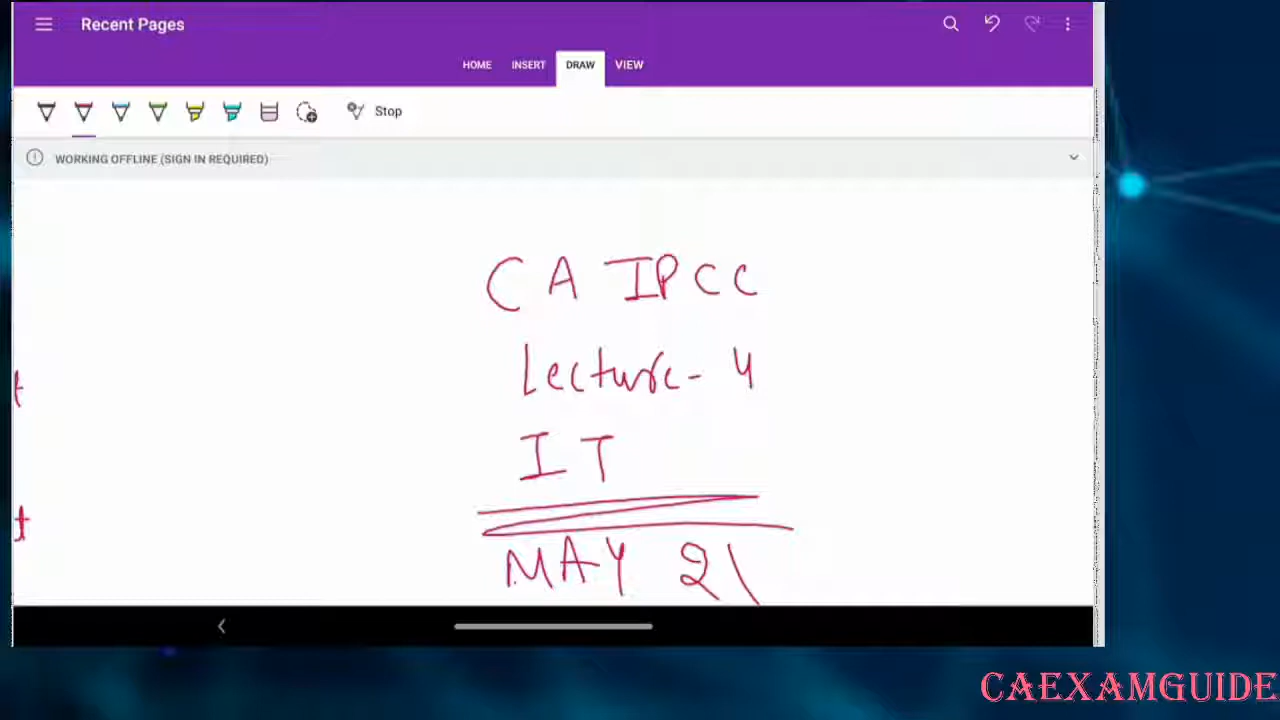 Recent Pages
HOME INSERT DRAW VIEW
Stop
WORKING OFFLINE (SIGN IN REQUIRED)
CA IPCC
Lecture - 4
IT
MAY 21
t
t
CAEXAMGUIDE